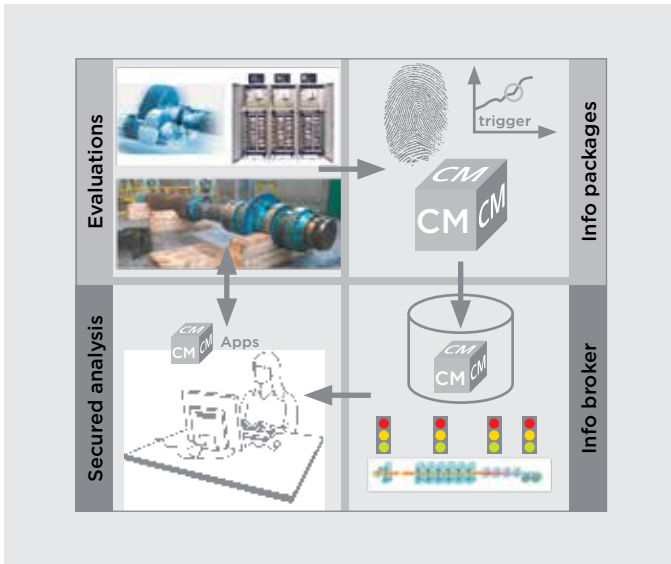 Evaluations
trigger
CM
CM
CM
Info packages
Secured analysis
CM
CM
CM
Apps
CM
CM
CM
Info broker